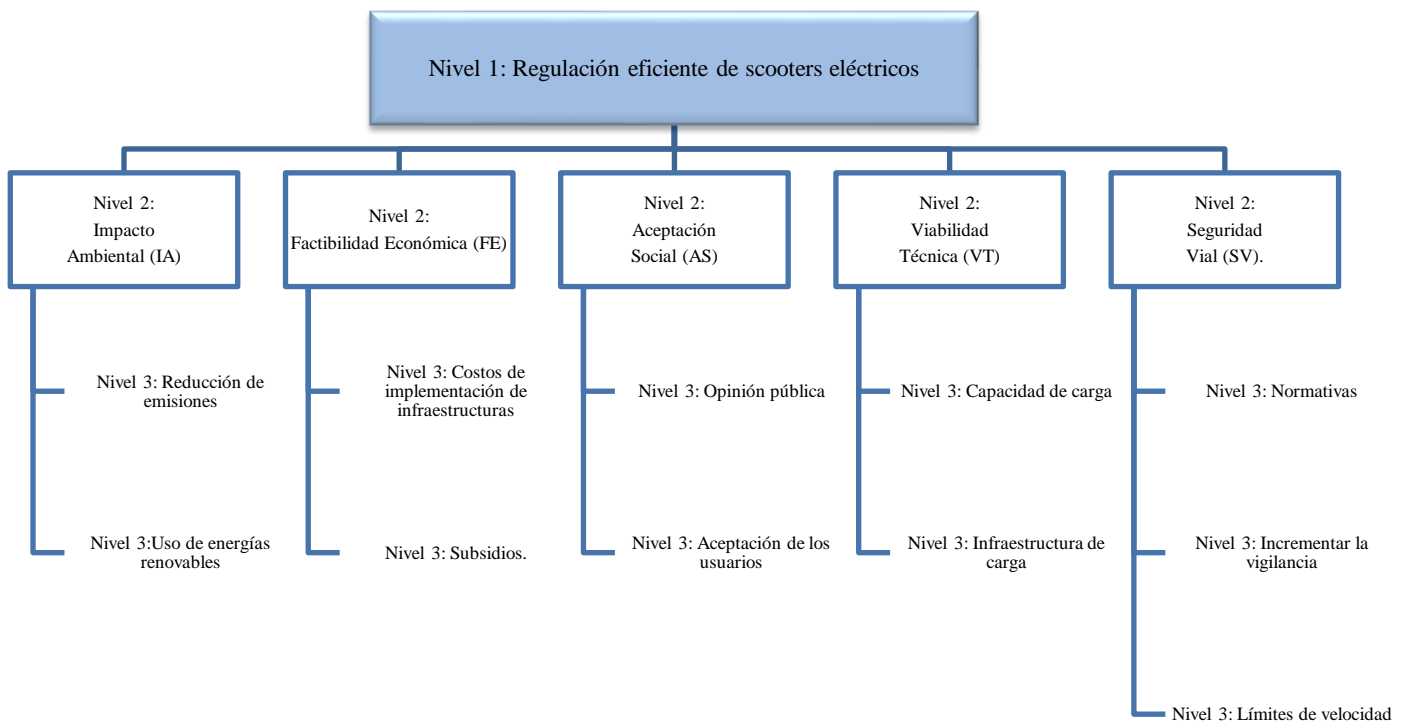 Nivel 1: Regulación eficiente de scooters eléctricos
Nivel 2:
Impacto
Ambiental (IA)
Nivel 2:
Factibilidad Económica (FE)
Nivel 2:
Aceptación
Social (AS)
Nivel 2:
Viabilidad
Técnica (VT)
Nivel 2:
Seguridad
Vial (SV).
Nivel 3: Reducción de
emisiones
Nivel 3: Costos de
implementación de
infraestructuras
Nivel 3: Opinión pública
Nivel 3: Capacidad de carga
Nivel 3: Normativas
Nivel 3:Uso de energías
renovables
Nivel 3: Subsidios.
Nivel 3: Aceptación de los
usuarios
Nivel 3: Infraestructura de
carga
Nivel 3: Incrementar la
vigilancia
Nivel 3: Límites de velocidad